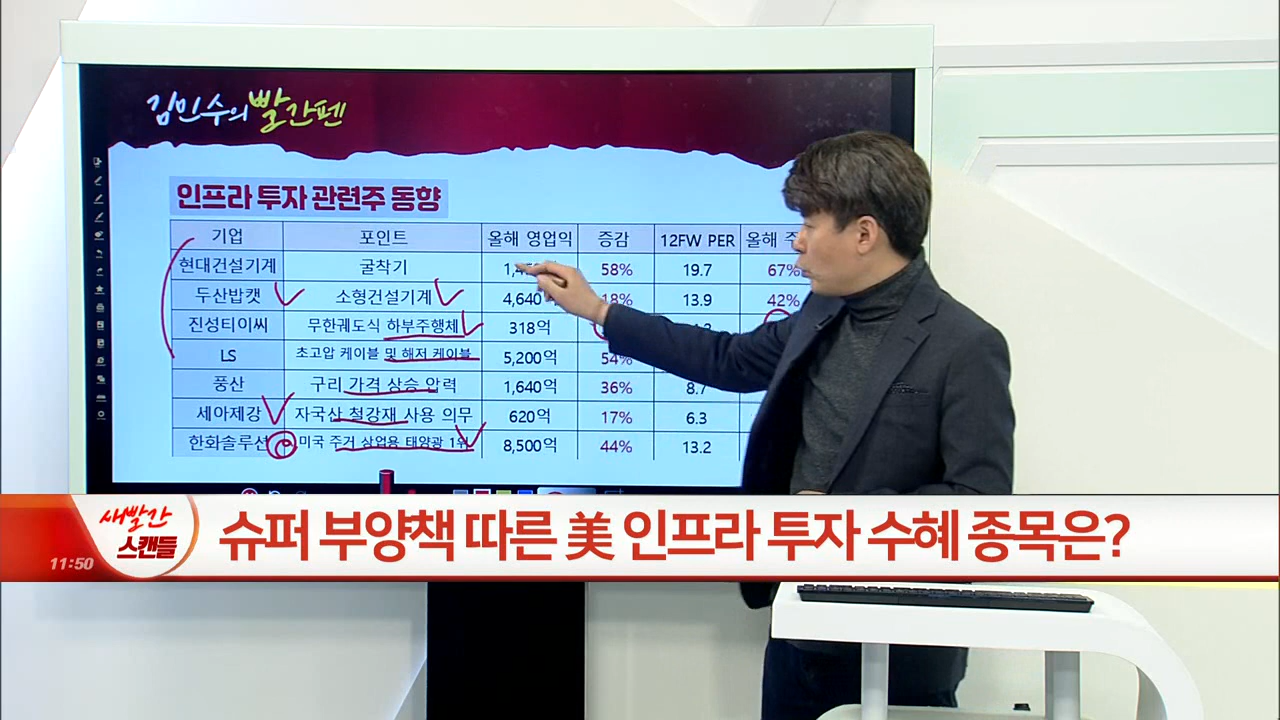 김민수의 빨간펜
인프라 투자 관련주 동향
기업 포인트 올해 영업익 증감 12FW PER 올해
현대건설기계 굴착기 58% 19.7 67%
두산밥캣 소형건설기계 4,640 18% 13.9 42%
진성티이씨 무한궤도식 하부주행체 318억
LS 초고압 케이블 및 해저 케이블 5,200억 54%
풍산 구리 가격 상승 압력 1,640억 36% 8.7
세아제강 자국산 철강재 사용 의무 620억 17% 6.3
한화솔루션 미국 주거 상업용 태양광 1위 8,500억 44% 13.2
새빨간
스캔들
11:50
슈퍼 부양책 따른 美 인프라 투자 수혜 종목은?